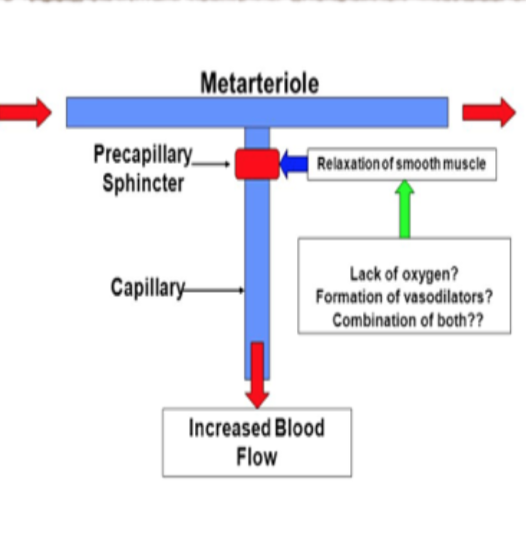 Metarteriole
Precapillary
Sphincter
Relaxation of smooth muscle
Capillary
Lack of oxygen?
Formation of vasodilators?
Combination of both??
Increased Blood
Flow